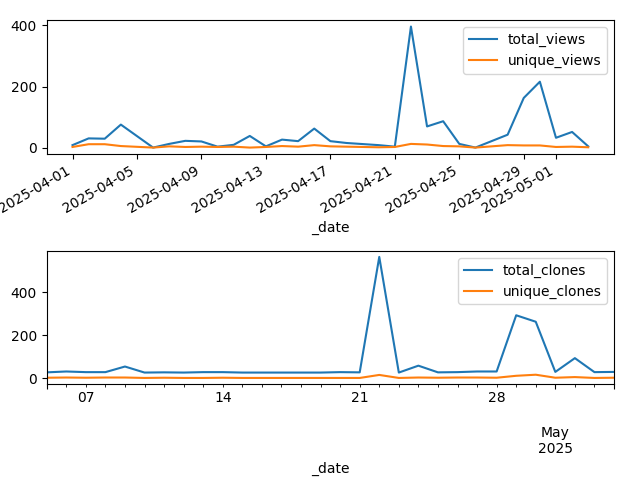 400
200
0
total_views
unique_views
2025-04-01
2025-04-05
2025-04-09
2025-04-13
2025-04-17
2025-04-21
2025-04-25
2025-04-29
2025-05-01
_date
400
200
0
total_clones
unique_clones
07
14
21
28
May
2025
_date